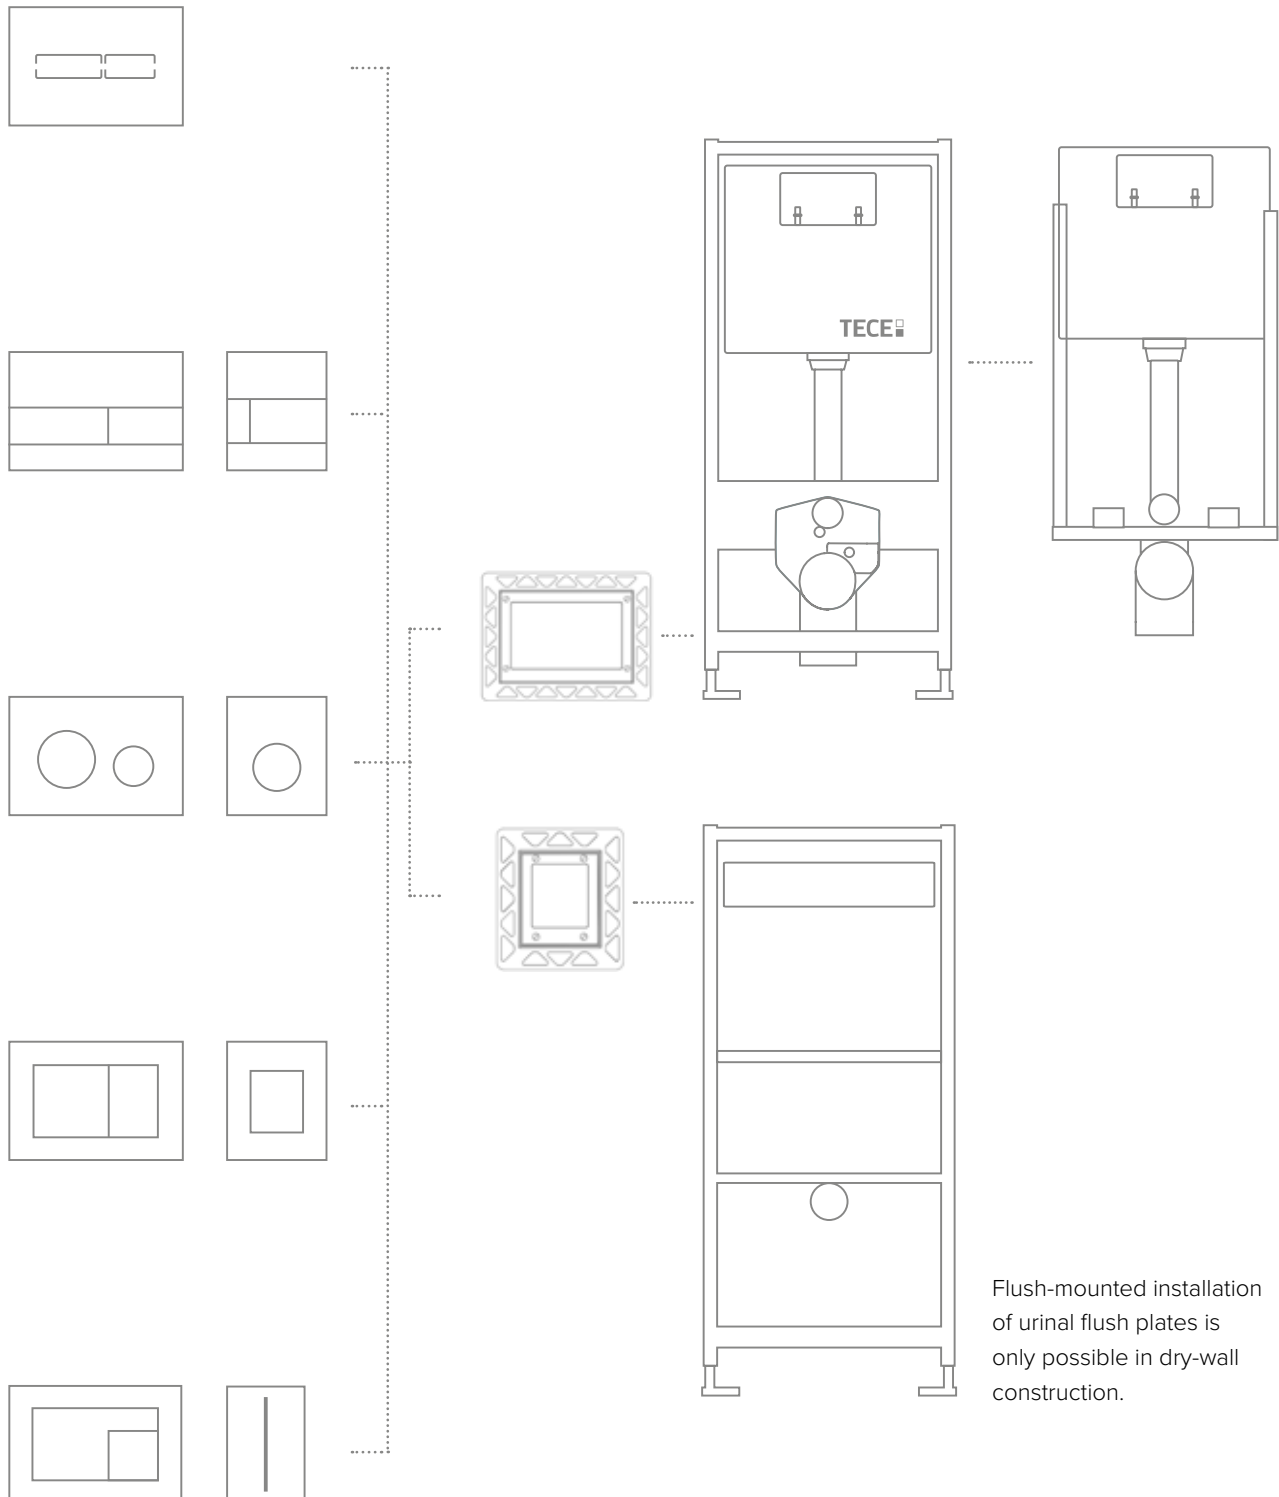 TECE
Flush-mounted installation
of urinal flush plates is
only possible in dry-wall
construction.